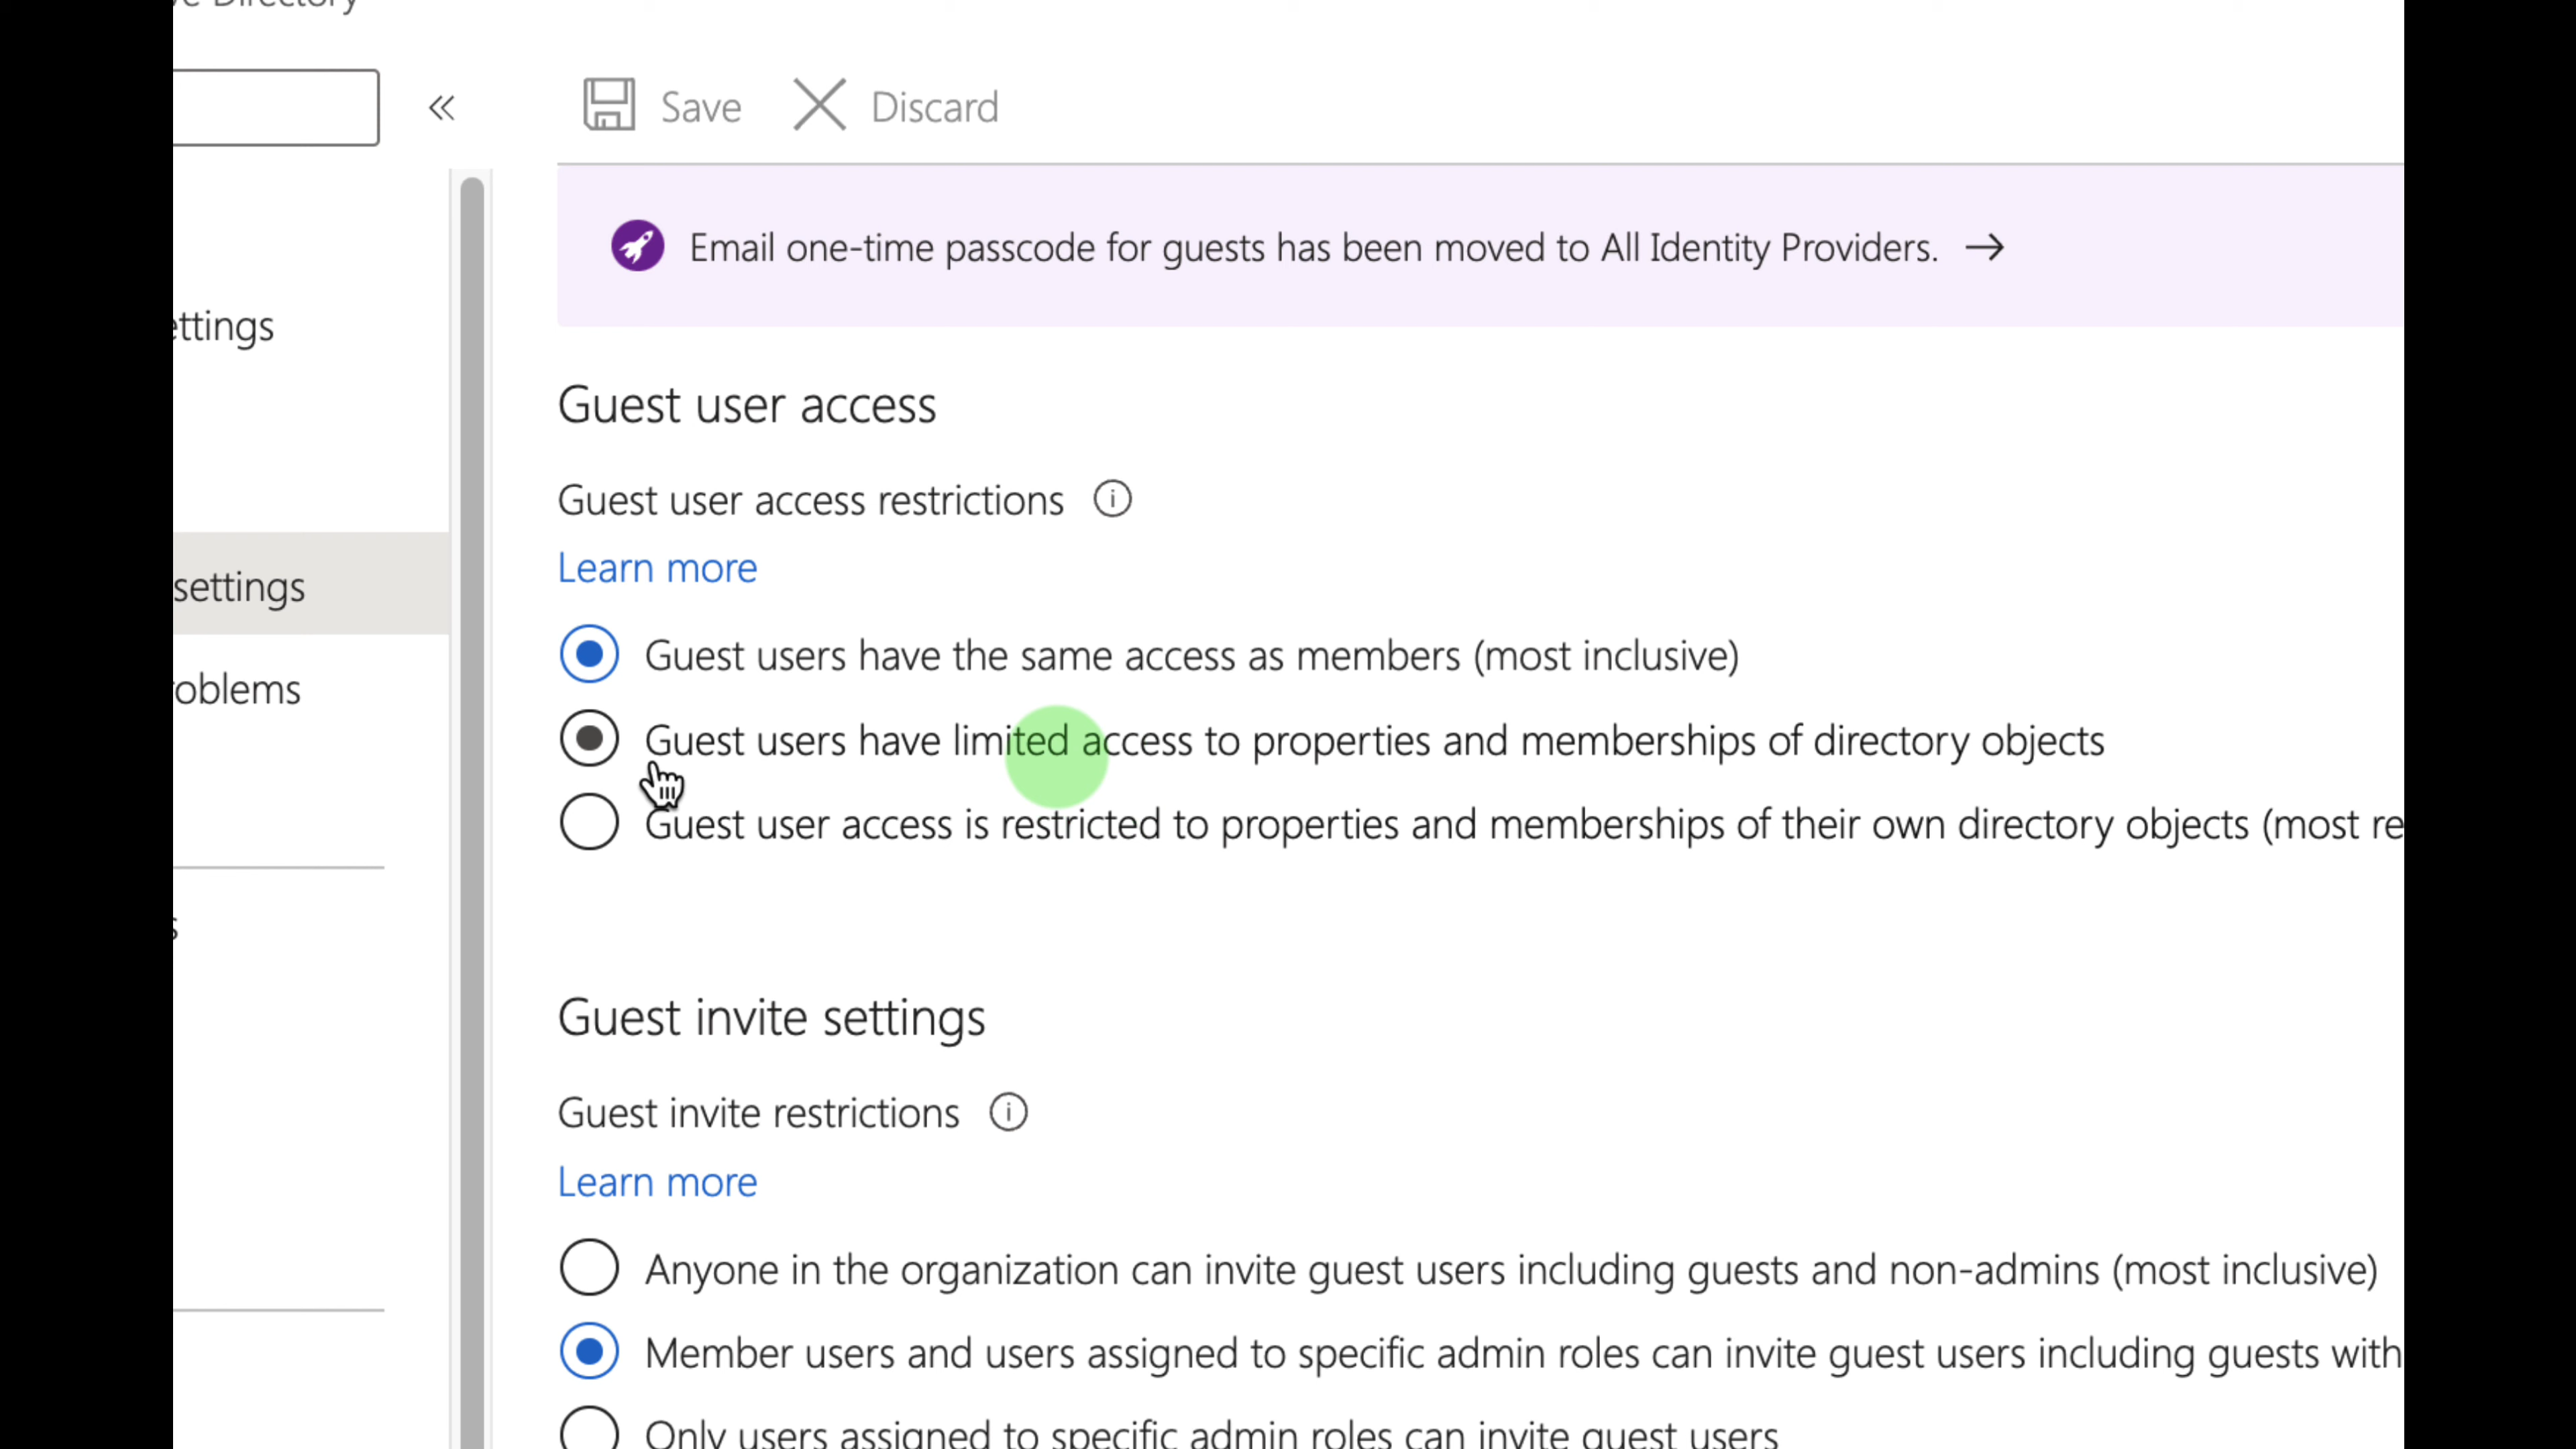 Directory
Save
Discard
Email one-time passcode for guests has been moved to All Identity Providers.
ettings
Guest user access
Guest user access restrictions
Learn more
settings
Guest users have the same access as members (most inclusive)
oblems
Guest users have limited access to properties and memberships of directory objects
Guest user access is restricted to properties and memberships of their own directory objects (most re
Guest invite settings
Guest invite restrictions
Learn more
Anyone in the organization can invite guest users including guests and non-admins (most inclusive)
Member users and users assigned to specific admin roles can invite guest users including guests with
Only users assigned to specific admin roles can invite guest users